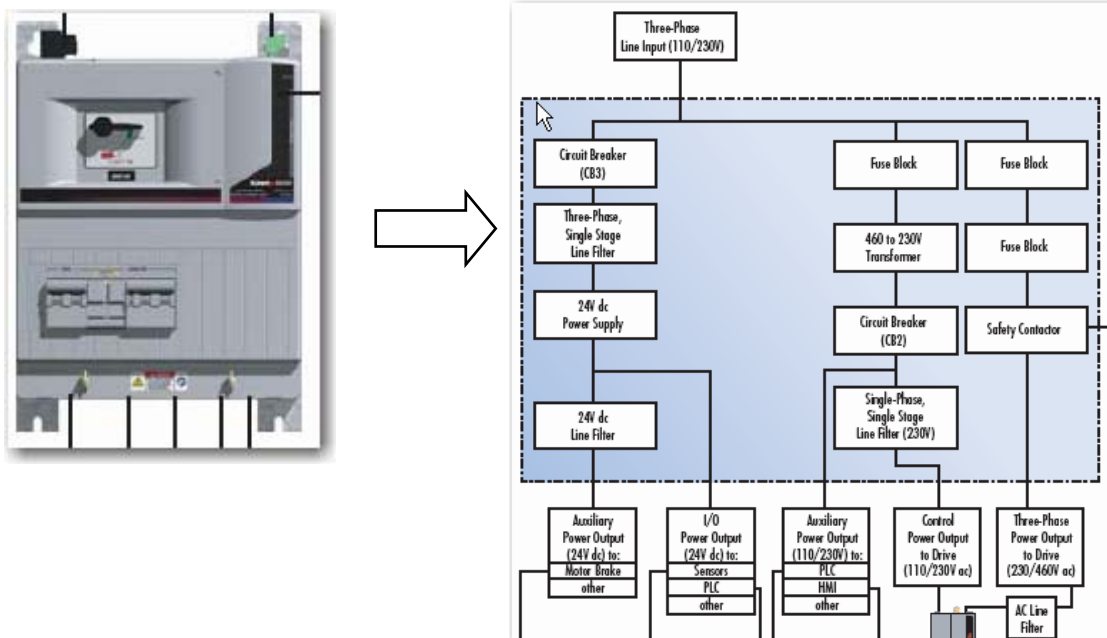 Three-Phase
Line Input (110/230V)
Circuit Breaker
(CB3)
Fuse Block
Fuse Block
Three-Phase,
Single Stage
Line Filter
460 to 230V
Transformer
Fuse Block
24V dc
Power Supply
Circuit Breaker
(CB2)
Safety Contactor
24V dc
Line Filter
Single-Phase,
Single Stage
Line Filter (230V)
Auxiliary
Power Output
(24V dc) to:
Motor Brake
other
I/O
Power Output
(24V dc) to:
Sensors
PLC
other
Auxiliary
Power Output
(110/230V) to:
PLC
HMI
other
Control
Power Output
to Drive
(110/230V ac)
Three-Phase
Power Output
to Drive
(230/460V ac)
AC Line
Filter